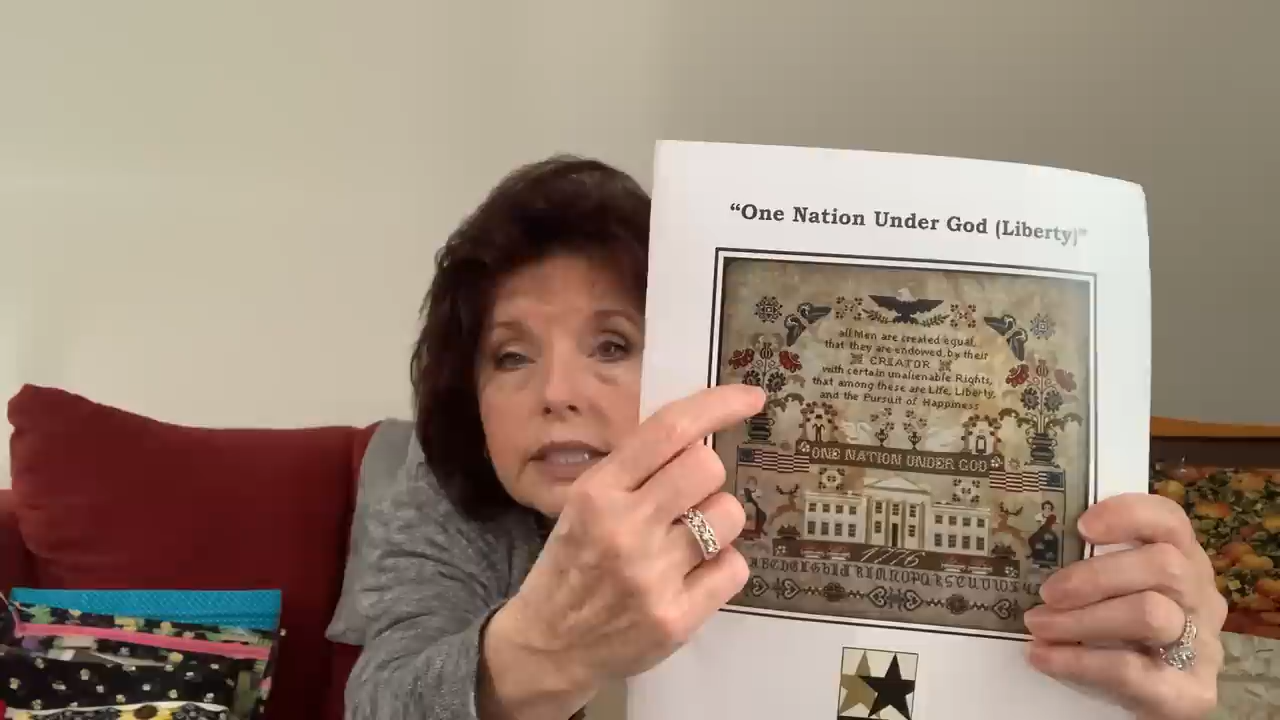 “One Nation Under God (Liberty)”
all Men are created equal,
that they are endowed by their
CREATOR
with certain unalienable Rights,
that among these are Life, Liberty,
and the Pursuit of Happiness
ONE NATION UNDER GOD
1776
ABCDEFGHIJKLMNOPQRSTUVWXYZ